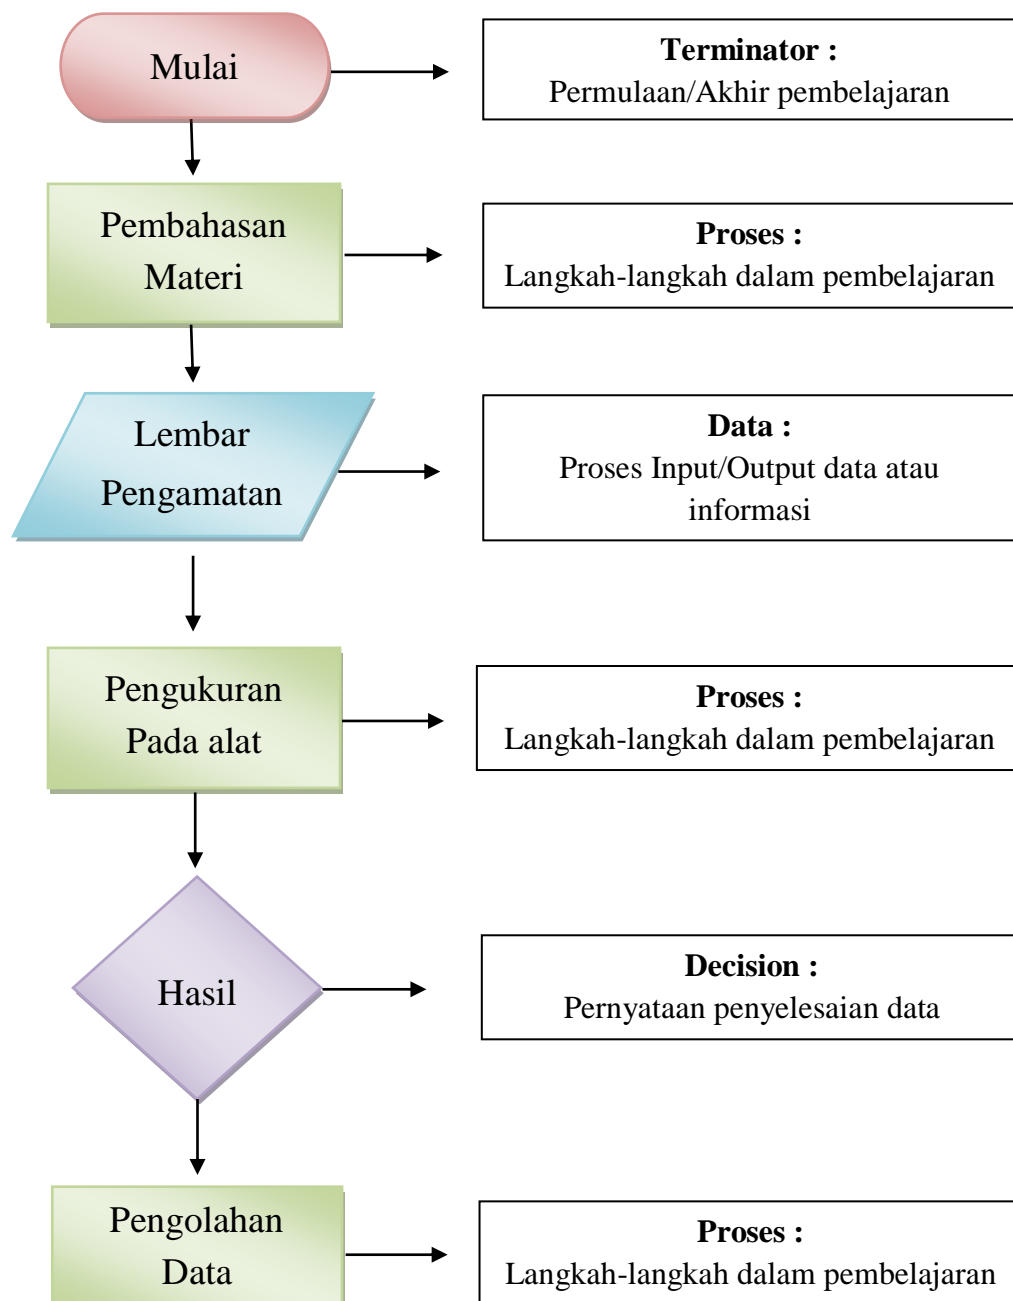 Mulai
Terminator :
Permulaan/Akhir pembelajaran
Pembahasan
Materi
Proses :
Langkah-langkah dalam pembelajaran
Lembar
Pengamatan
Data :
Proses Input/Output data atau
informasi
Pengukuran
Pada alat
Proses :
Langkah-langkah dalam pembelajaran
Hasil
Decision :
Pernyataan penyelesaian data
Pengolahan
Data
Proses :
Langkah-langkah dalam pembelajaran